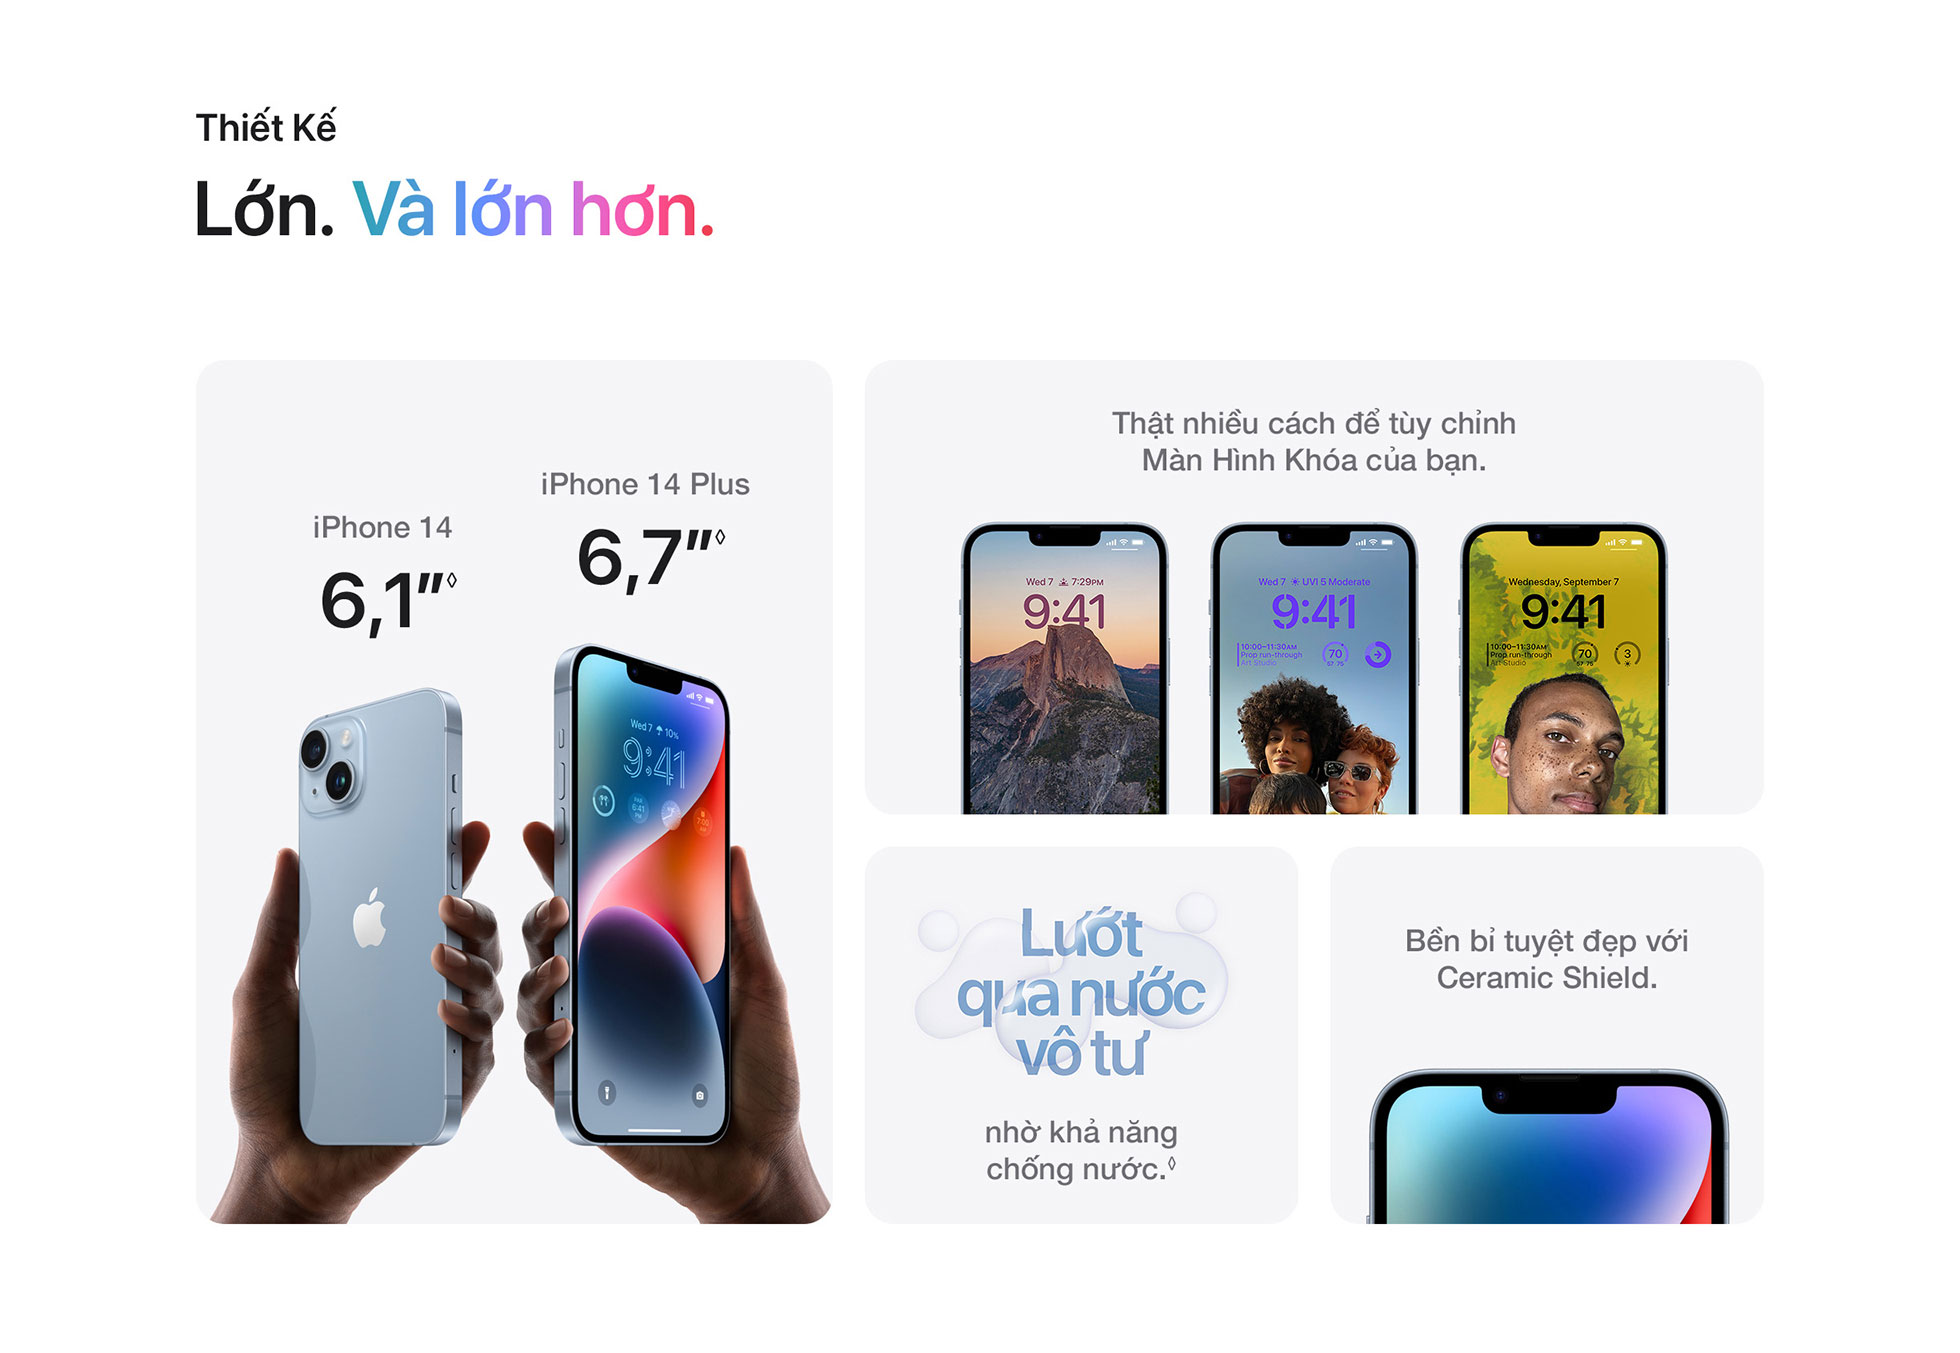 Thiết Kế
Lớn. Và lớn hơn.
iPhone 14
6,1″◊
iPhone 14 Plus
6,7″◊
Wed 7 10%
9:41
Thật nhiều cách để tùy chỉnh
Màn Hình Khóa của bạn.
Wed 7 7:29PM
9:41
Wed 7 UVI 5 Moderate
9:41
10:00–11:30AM
Prop run-through
Art Studio
70
57 75
Wednesday, September 7
9:41
10:00–11:30AM
Prop run-through
Art Studio
70
57 75
3
Lướt
qua nước
vô tư
nhờ khả năng
chống nước.◊
Bền bỉ tuyệt đẹp với
Ceramic Shield.